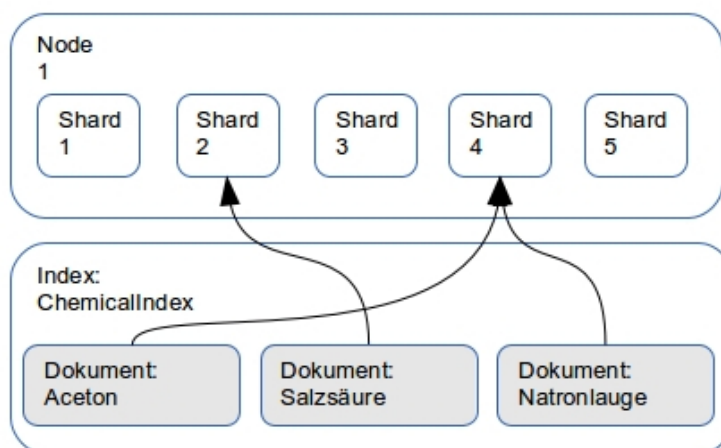 Node
1
Shard
1
Shard
2
Shard
3
Shard
4
Shard
5
Index:
ChemicalIndex
Dokument:
Aceton
Dokument:
Salzsäure
Dokument:
Natronlauge